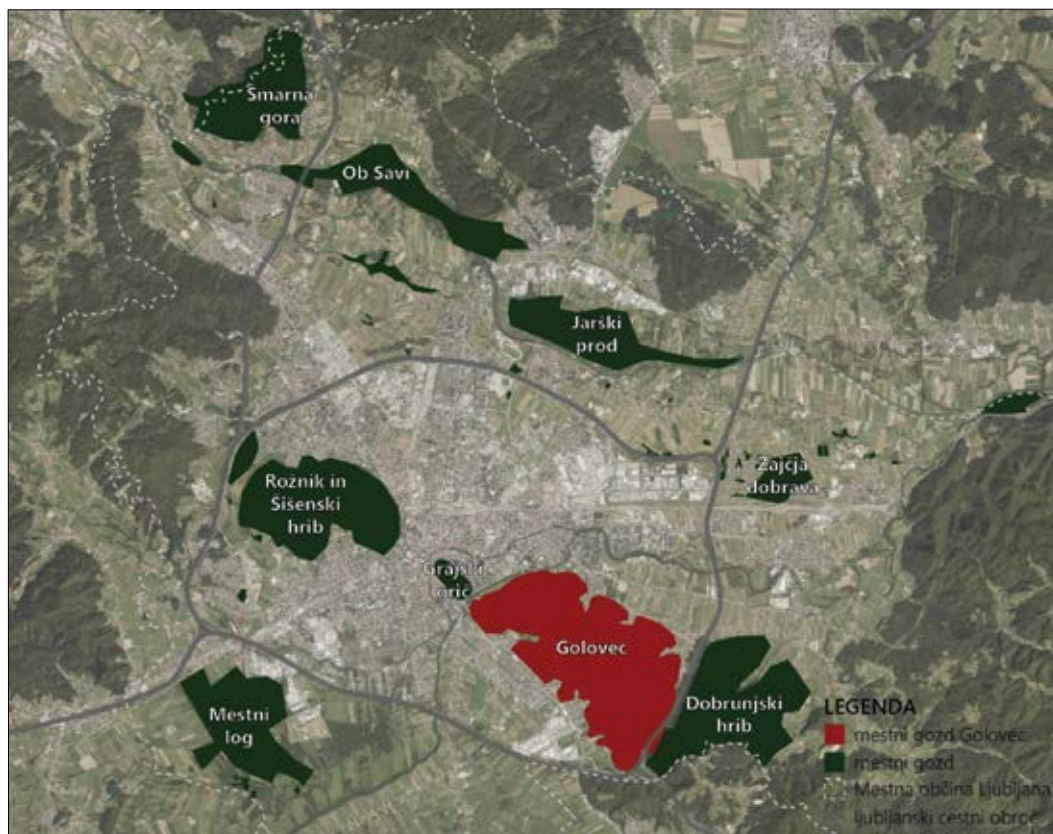 Šmarna
gora
Ob Savi
Jarški
prod
Rožnik in
Šišenski
hrib
Zajčja
dobrava
Grajski
grič
Golovec
Mestni
log
Dobrunjski
hrib
LEGENDA
mestni gozd Golovec
mestni gozd
Mestna občina Ljubljana
ljubljanski cestni obroč